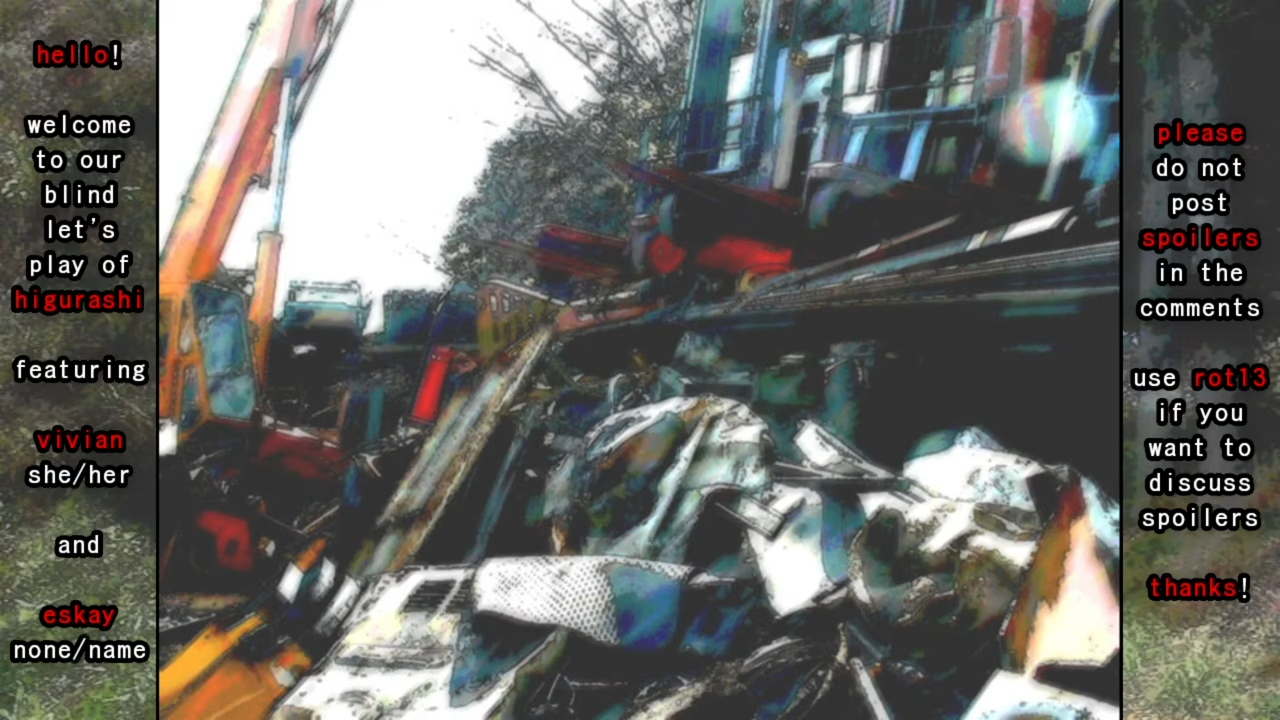 hello!
welcome
to our
blind
let's
play of
higurashi
featuring
vivian
she/her
and
eskay
none/name
please
do not
post
spoilers
in the
comments
use rot13
if you
want to
discuss
spoilers
thanks!